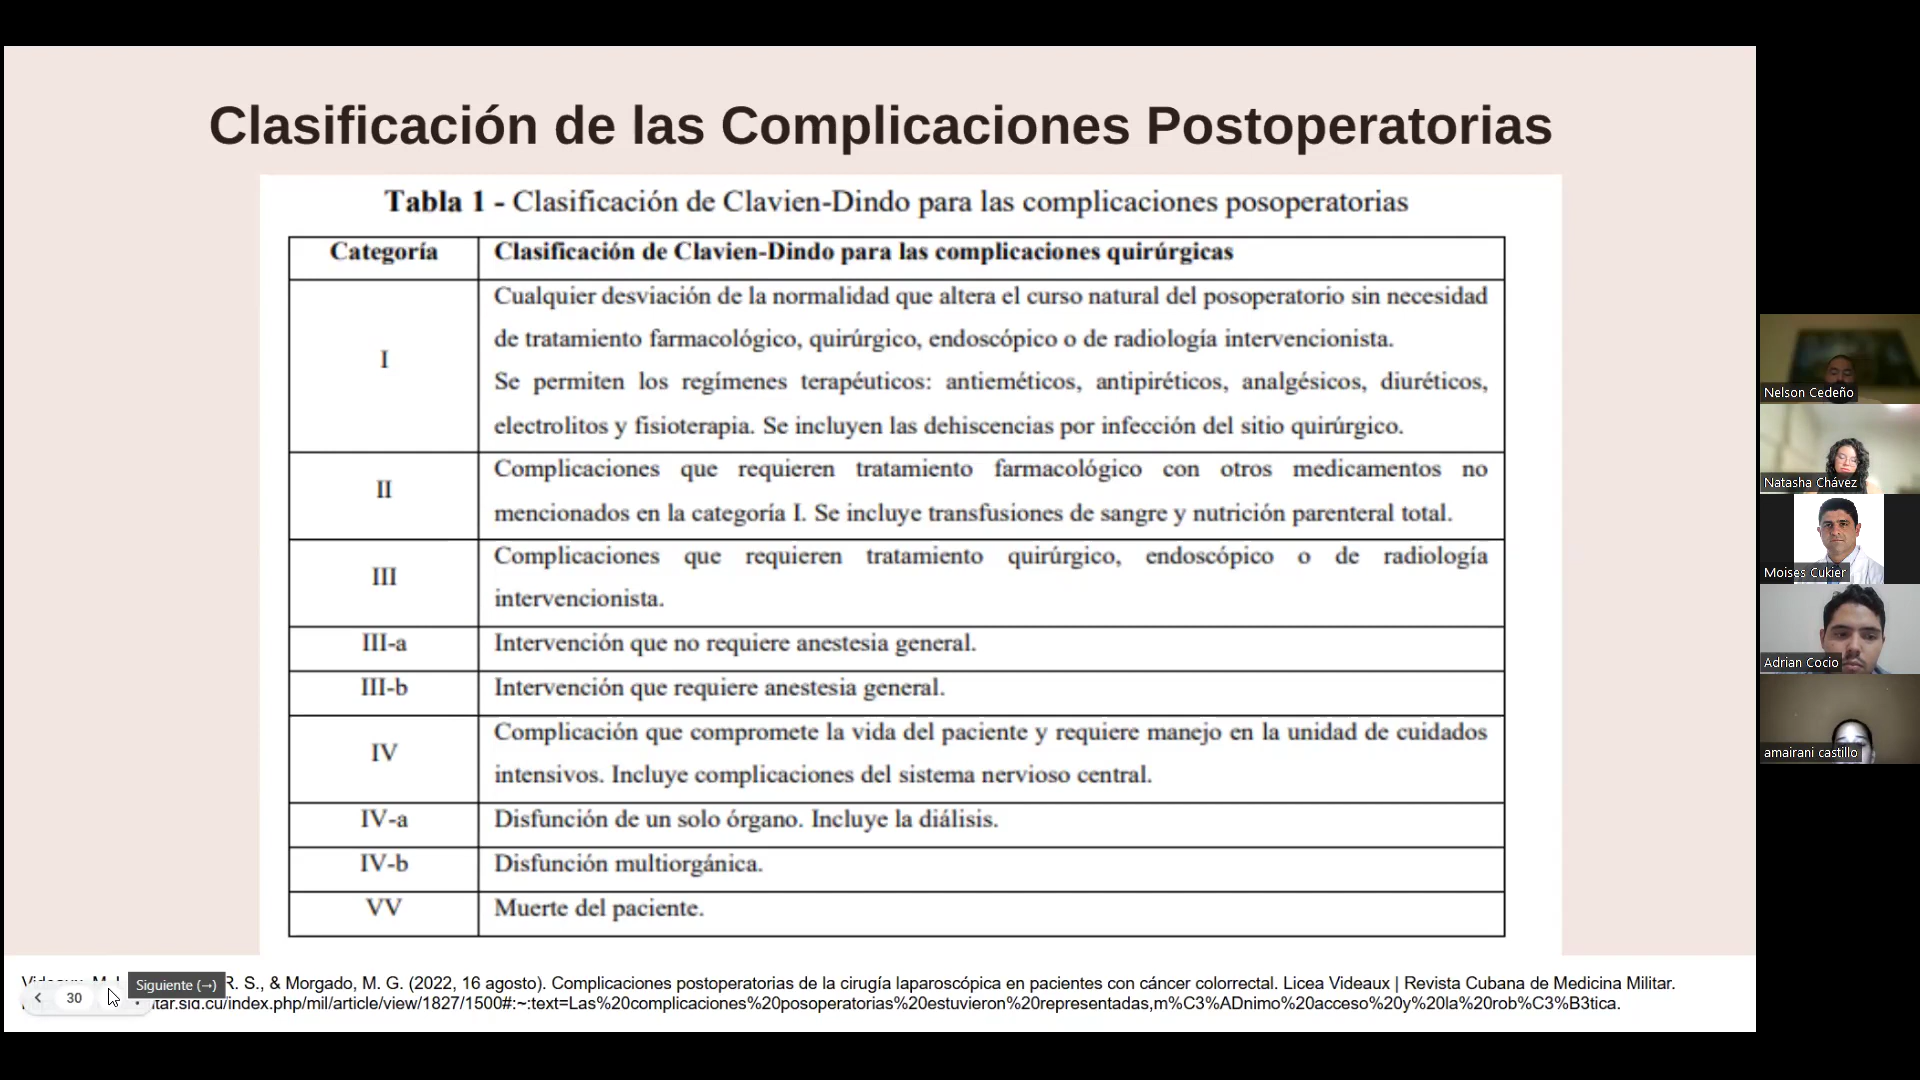 Clasificación de las Complicaciones Postoperatorias
Tabla 1 - Clasificación de Clavien-Dindo para las complicaciones posoperatorias
Categoría
Clasificación de Clavien-Dindo para las complicaciones quirúrgicas
I
Cualquier desviación de la normalidad que altera el curso natural del posoperatorio sin necesidad
de tratamiento farmacológico, quirúrgico, endoscópico o de radiología intervencionista.
Se permiten los regímenes terapéuticos: antieméticos, antipiréticos, analgésicos, diuréticos,
electrolitos y fisioterapia. Se incluyen las dehiscencias por infección del sitio quirúrgico.
II
Complicaciones que requieren tratamiento farmacológico con otros medicamentos no
mencionados en la categoría I. Se incluye transfusiones de sangre y nutrición parenteral total.
III
Complicaciones que requieren tratamiento quirúrgico, endoscópico o de radiología
intervencionista.
III-a
Intervención que no requiere anestesia general.
III-b
Intervención que requiere anestesia general.
IV
Complicación que compromete la vida del paciente y requiere manejo en la unidad de cuidados
intensivos. Incluye complicaciones del sistema nervioso central.
IV-a
Disfunción de un solo órgano. Incluye la diálisis.
IV-b
Disfunción multiorgánica.
VV
Muerte del paciente.
R. S., & Morgado, M. G. (2022, 16 agosto). Complicaciones postoperatorias de la cirugía laparoscópica en pacientes con cáncer colorrectal. Licea Videaux | Revista Cubana de Medicina Militar.
itar.sld.cu/index.php/mil/article/view/1827/1500#:~:text=Las%20complicaciones%20posoperatorias%20estuvieron%20representadas,m%C3%ADnimo%20acceso%20y%20la%20rob%C3%B3tica.
Siguiente (→)
30
Nelson Cedeño
Natasha Chávez
Moises Cukier
Adrian Cocio
amairani castillo